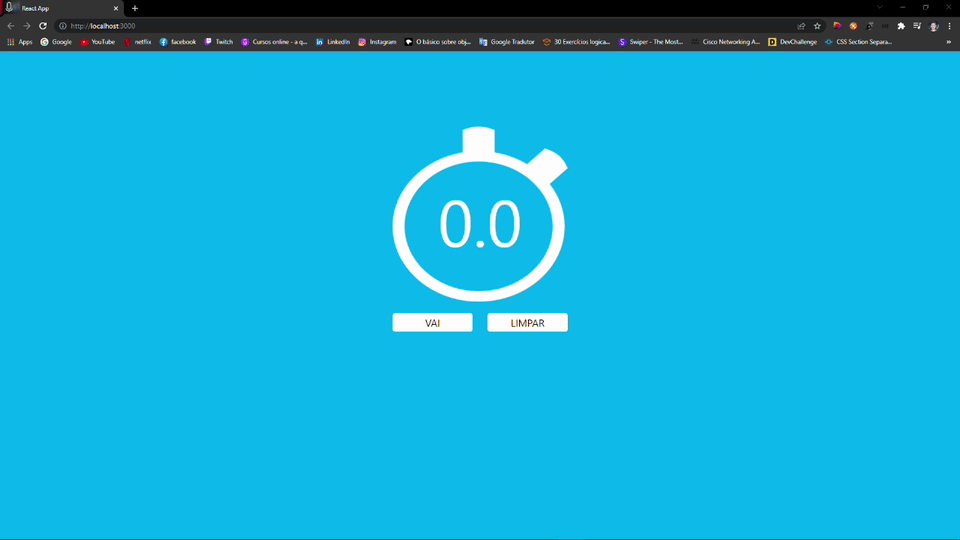 React App
http://localhost:3000
Apps Google YouTube netflix facebook Twitch Cursos online - a q... LinkedIn Instagram O básico sobre obj... Google Tradutor 30 Exercícios logica... Swiper - The Most... Cisco Networking A... DevChallenge CSS Section Separa... »
0.0
VAI LIMPAR